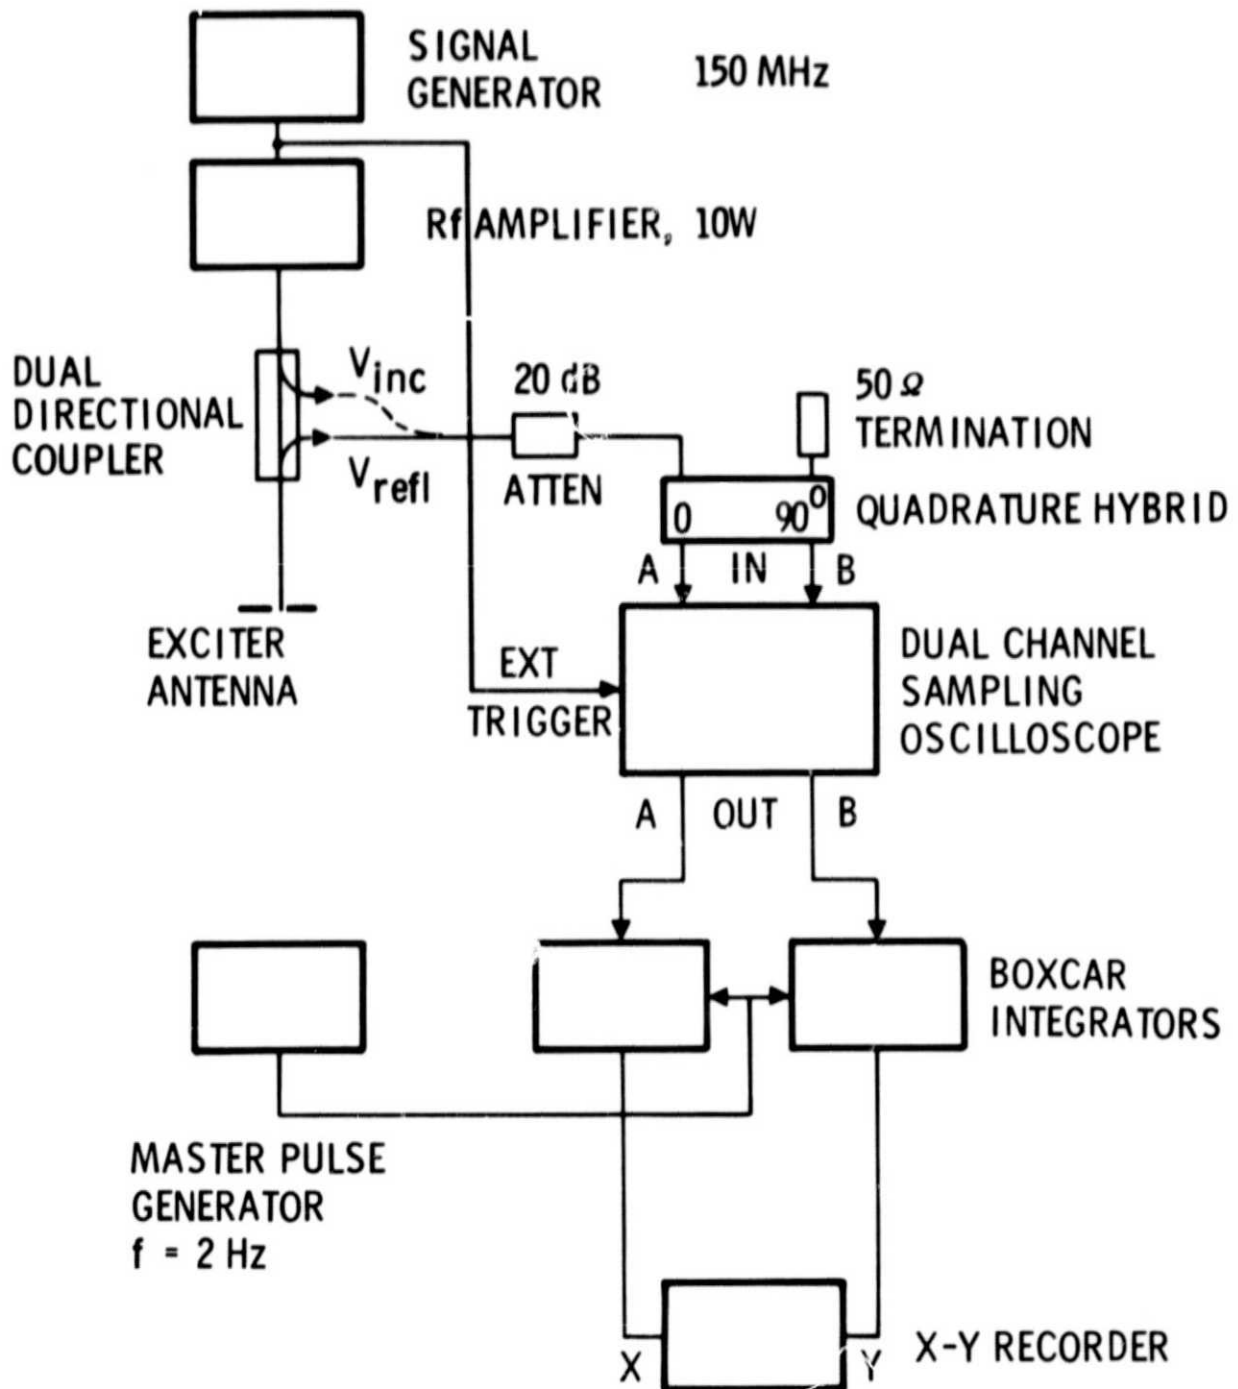 SIGNAL
GENERATOR
150 MHz
Rf AMPLIFIER, 10W
DUAL
DIRECTIONAL
COUPLER
Vinc
Vrefl
20 dB
ATTEN
50 Ω
TERMINATION
0
90°
QUADRATURE HYBRID
A
IN
B
EXCITER
ANTENNA
EXT
TRIGGER
DUAL CHANNEL
SAMPLING
OSCILLOSCOPE
A
OUT
B
BOXCAR
INTEGRATORS
MASTER PULSE
GENERATOR
f = 2 Hz
X
Y
X-Y RECORDER